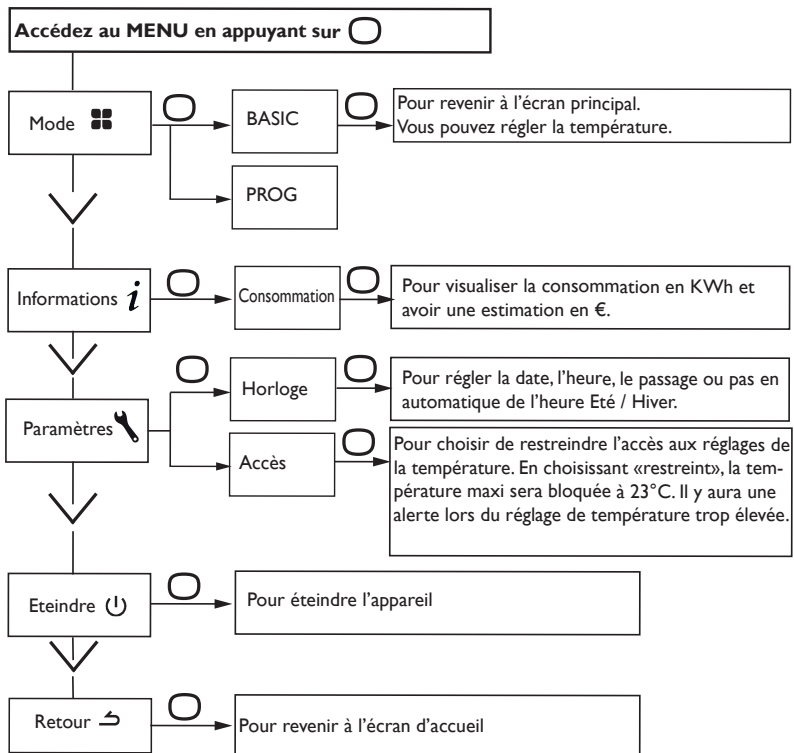 Accédez au MENU en appuyant sur
Mode
BASIC
Pour revenir à l'écran principal.
Vous pouvez régler la température.
PROG
Informations i
Consommation
Pour visualiser la consommation en KWh et
avoir une estimation en €.
Paramètres
Horloge
Pour régler la date, l'heure, le passage ou pas en
automatique de l'heure Eté / Hiver.
Accès
Pour choisir de restreindre l'accès aux réglages de
la température. En choisissant «restreint», la tem-
pérature maxi sera bloquée à 23°C. Il y aura une
alerte lors du réglage de température trop élevée.
Eteindre
Pour éteindre l'appareil
Retour
Pour revenir à l'écran d'accueil